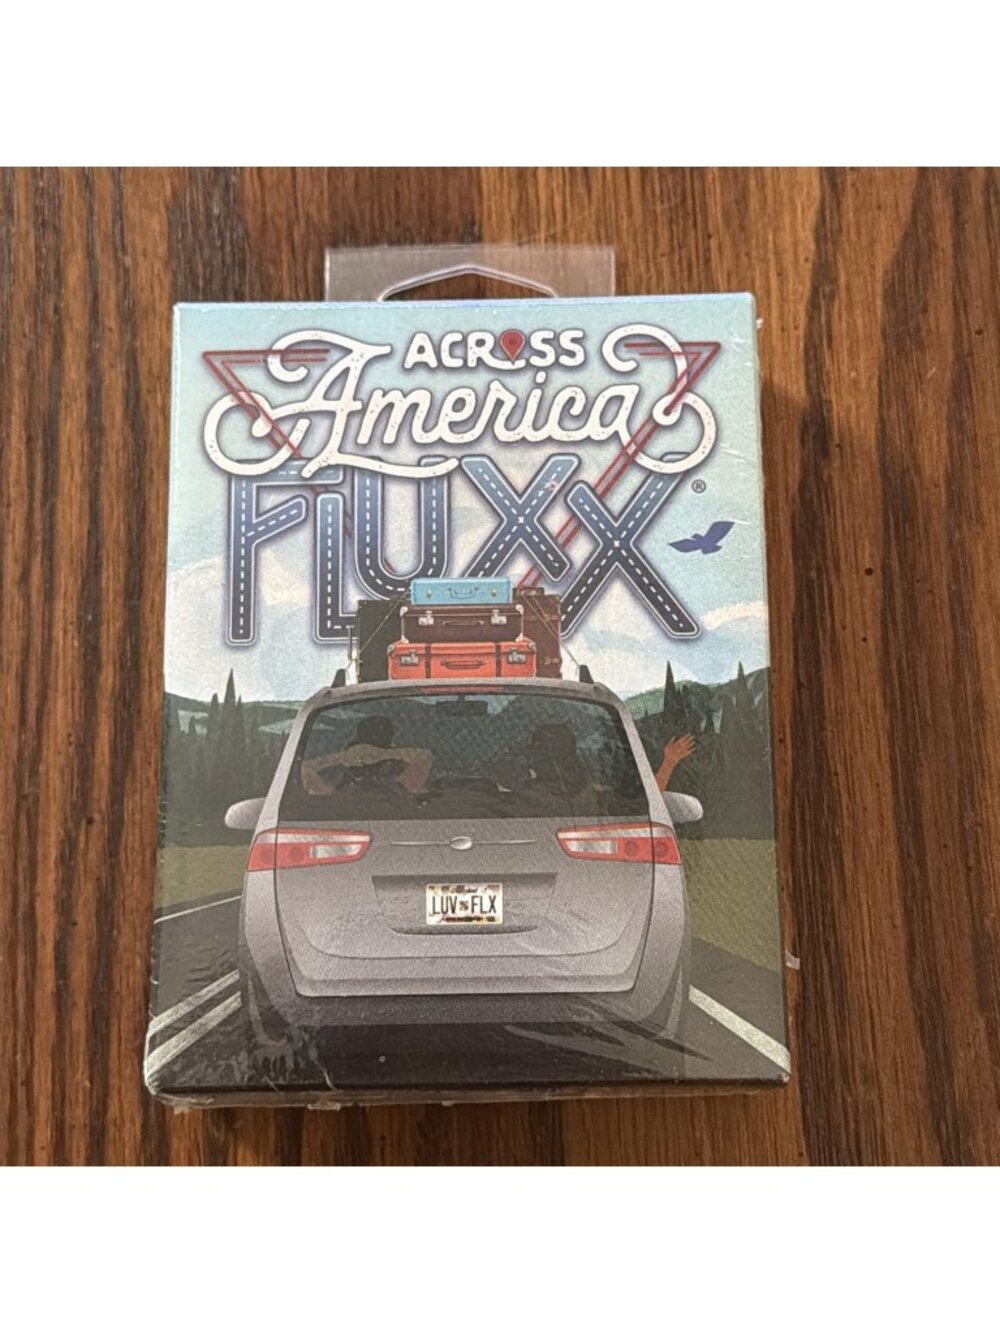 ACROSS
America
FLUXX®
LUV FLX